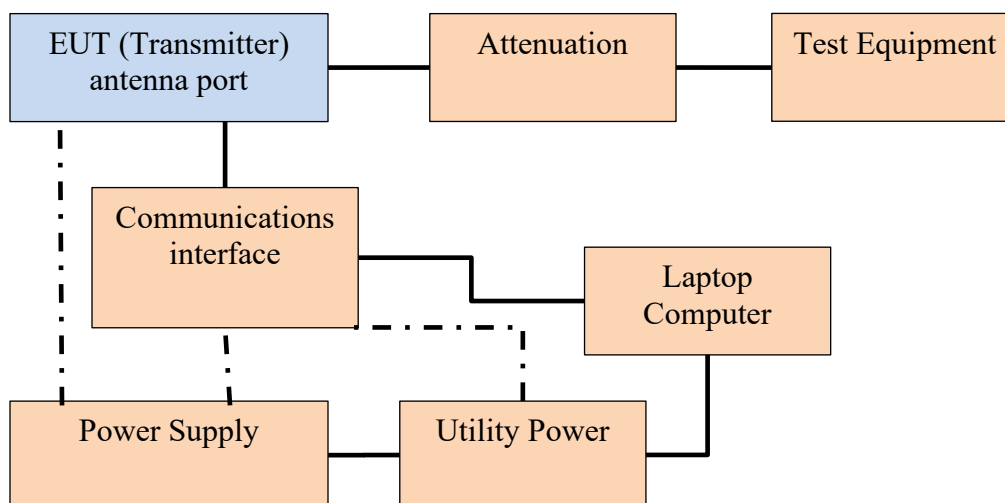 EUT (Transmitter)
antenna port
Attenuation
Test Equipment
Communications
interface
Laptop
Computer
Power Supply
Utility Power